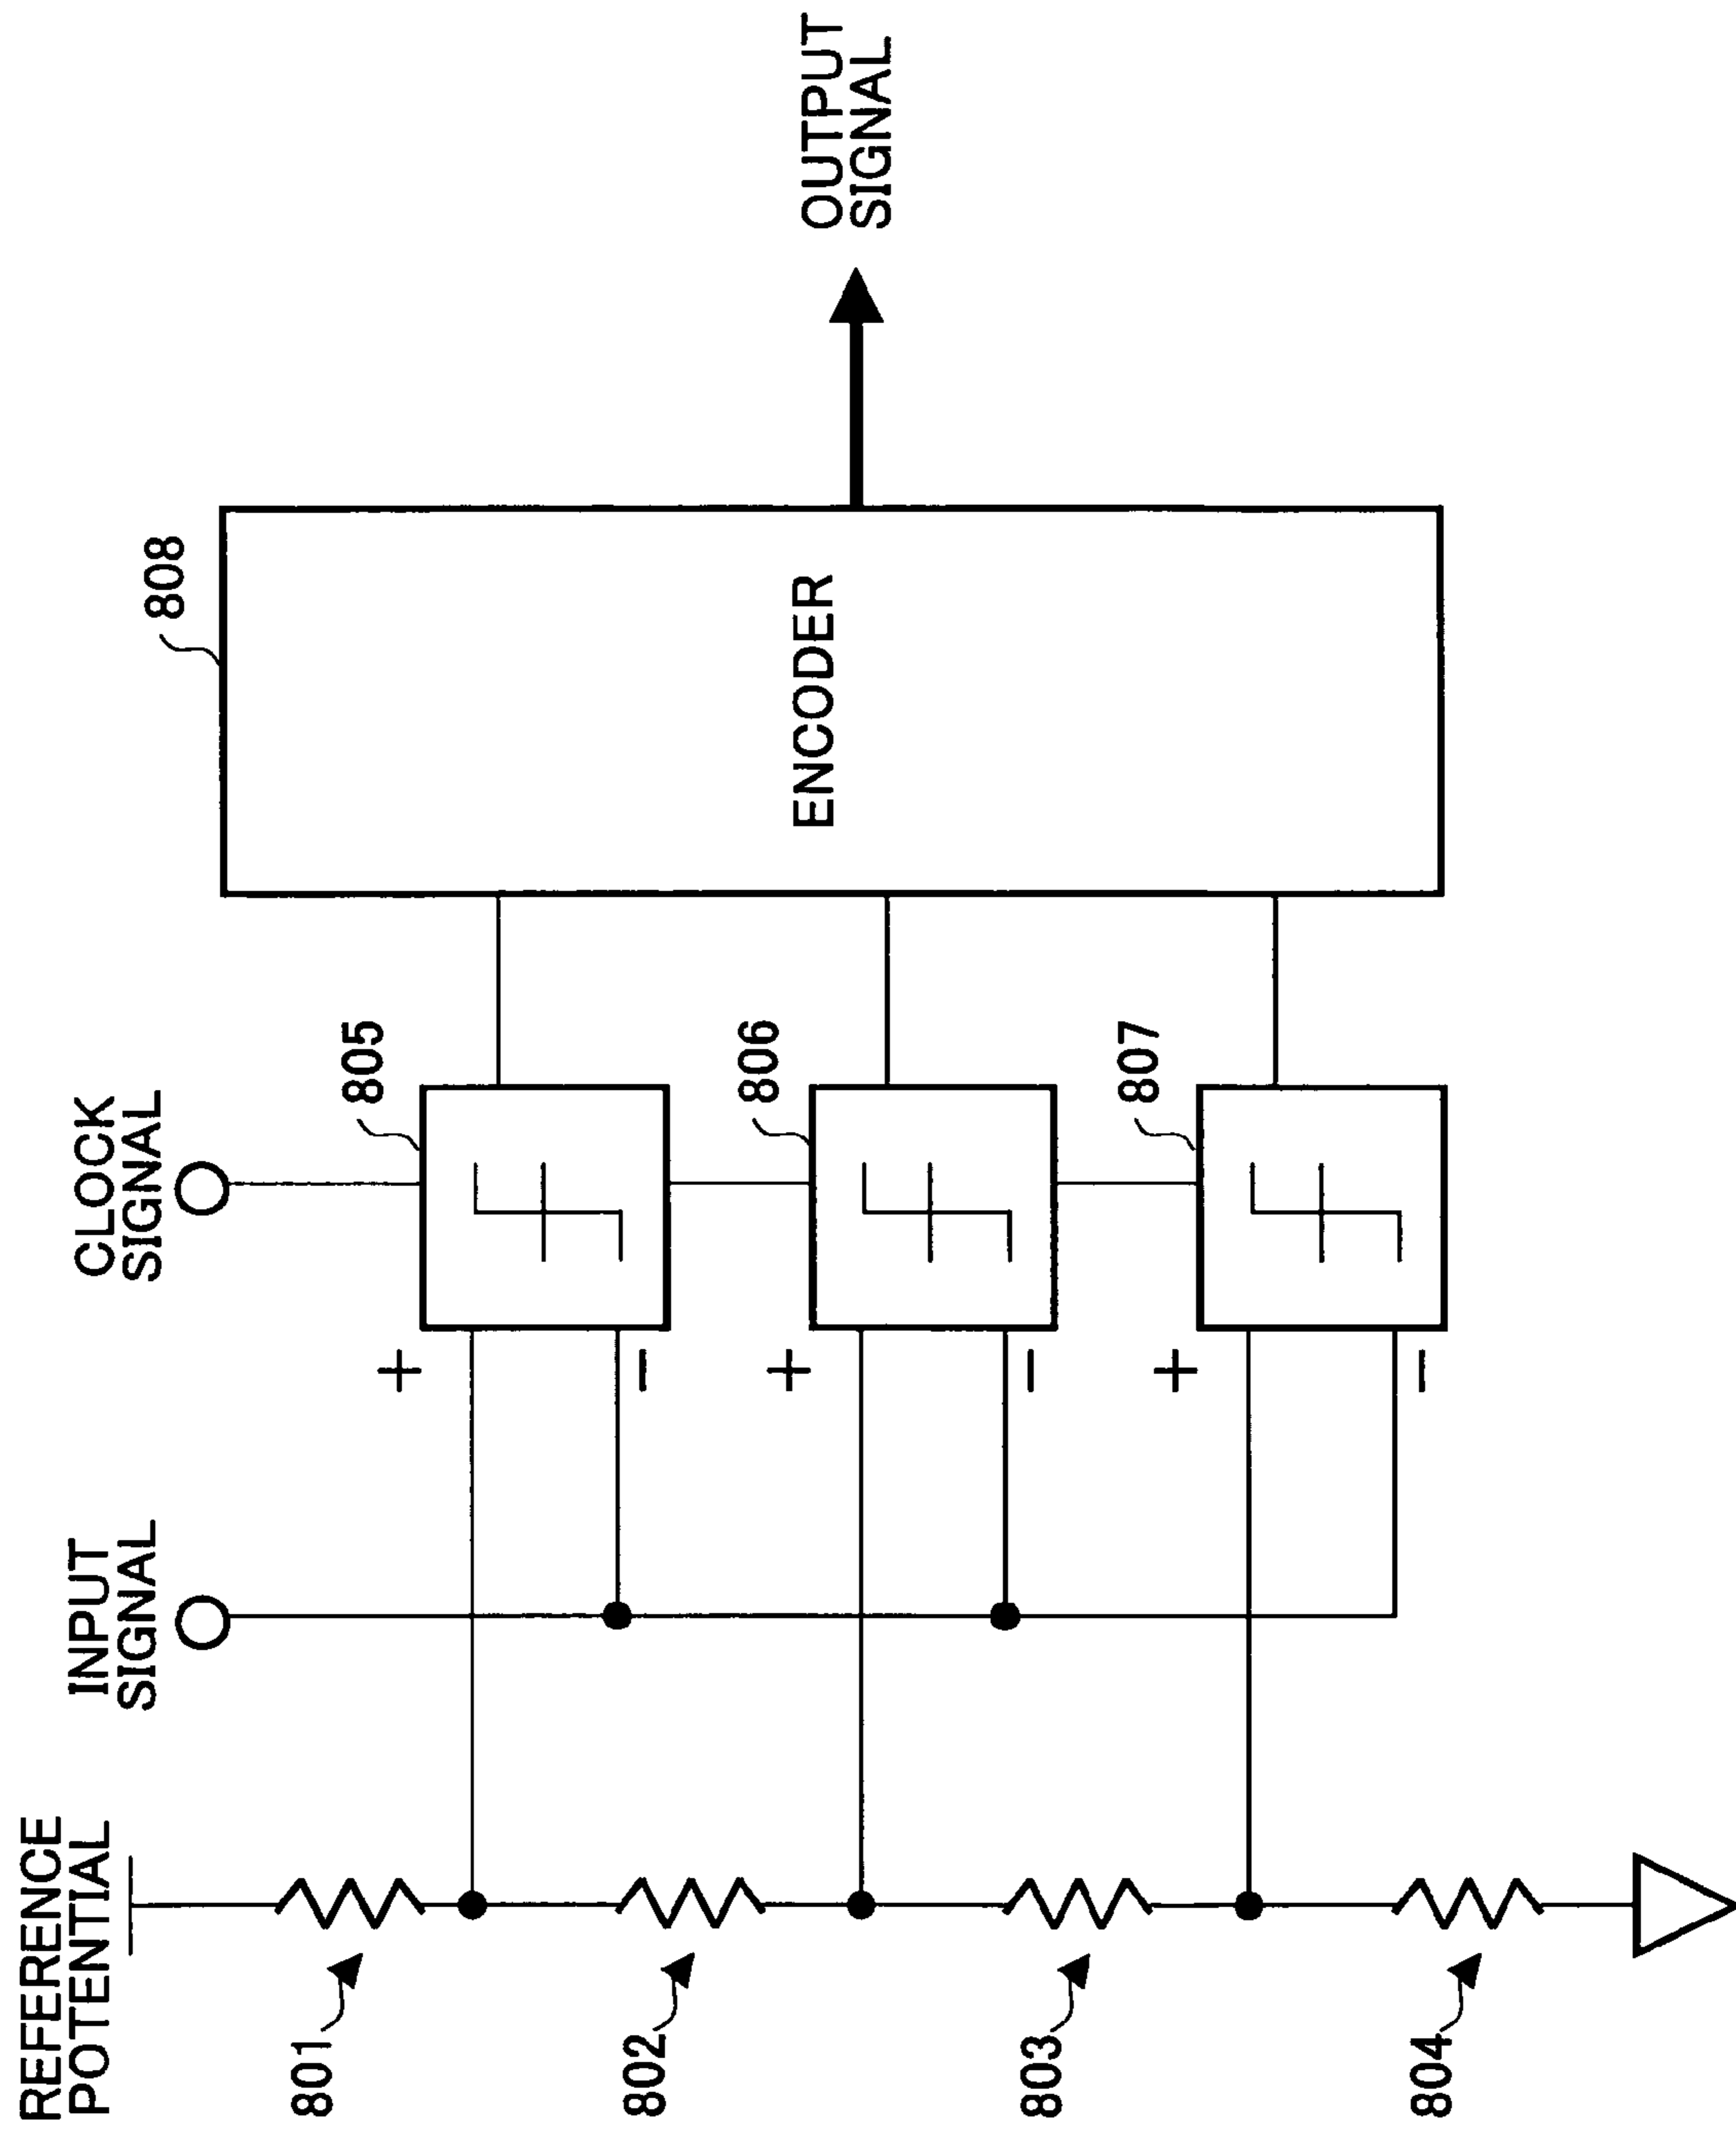 REFERENCE
POTENTIAL
INPUT
SIGNAL
CLOCK
SIGNAL
801
802
803
804
+
−
+
−
+
−
805
806
807
808
ENCODER
OUTPUT
SIGNAL